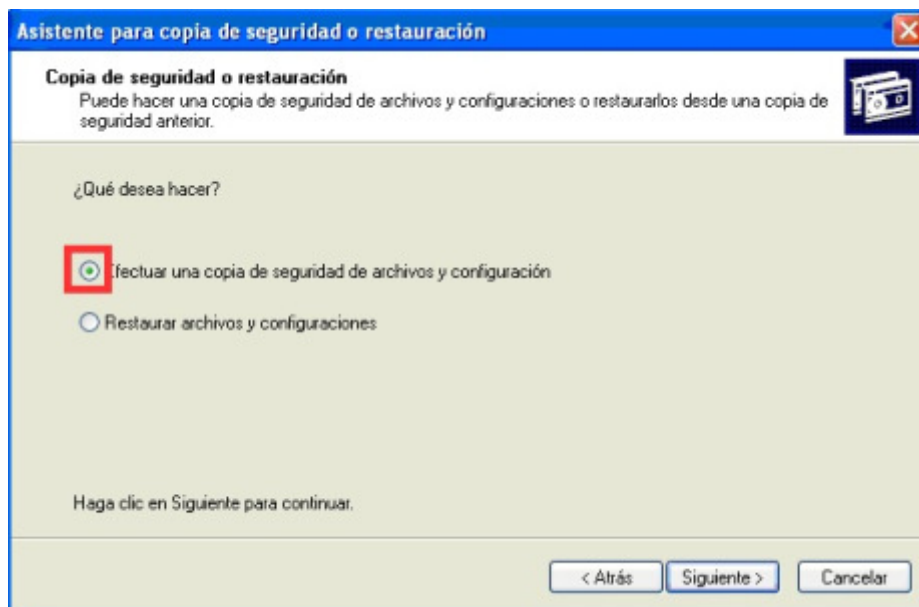 Asistente para copia de seguridad o restauración
Copia de seguridad o restauración
Puede hacer una copia de seguridad de archivos y configuraciones o restaurarlos desde una copia de
seguridad anterior.
¿Qué desea hacer?
Efectuar una copia de seguridad de archivos y configuración
Restaurar archivos y configuraciones
Haga clic en Siguiente para continuar.
< Atrás Siguiente > Cancelar